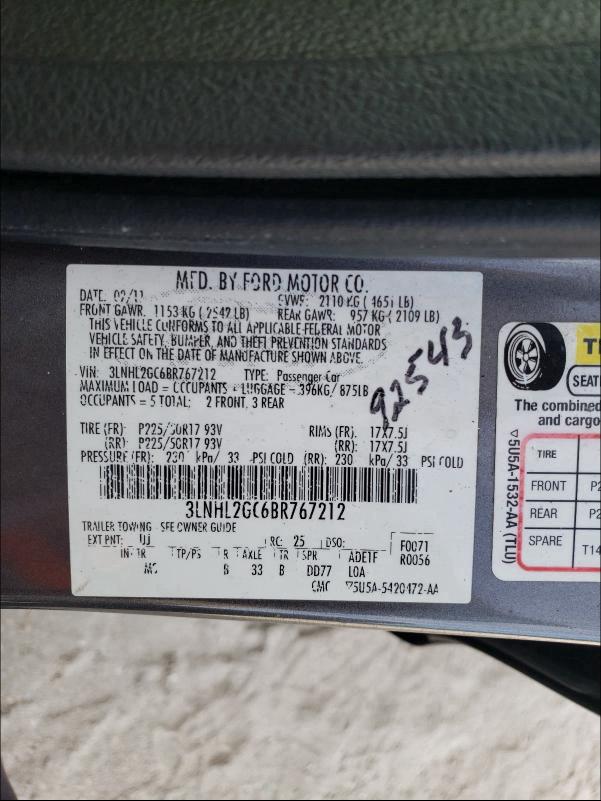 MFD. BY FORD MOTOR CO.
DATE: 02/11 GVWR: 2110 KG ( 4651 LB)
FRONT GAWR: 1153 KG ( 2542 LB) REAR GAWR: 957 KG ( 2109 LB)
THIS VEHICLE CONFORMS TO ALL APPLICABLE FEDERAL MOTOR
VEHICLE SAFETY, BUMPER, AND THEFT PREVENTION STANDARDS
IN EFFECT ON THE DATE OF MANUFACTURE SHOWN ABOVE.
VIN: 3LNHL2GC6BR767212 TYPE: Passenger Car
MAXIMUM LOAD = OCCUPANTS + LUGGAGE = 396KG/ 875LB
OCCUPANTS = 5 TOTAL: 2 FRONT, 3 REAR
92543
TIRE (FR): P225/50R17 93V RIMS (FR): 17X7.5J
(RR): P225/50R17 93V (RR): 17X7.5J
PRESSURE (FR): 230 kPa/ 33 PSI COLD (RR): 230 kPa/ 33 PSI COLD
3LNHL2GC6BR767212
TRAILER TOWING - SEE OWNER GUIDE
EXT PNT: UJ RC: 25 DSO: F0071
INT TR TP/PS R AXLE TR SPR R0056
B 33 B DD77
▽5U5A-5420472-AA
SEAT
The combined
and cargo
TIRE
FRONT P2
REAR P2
SPARE T14
▽5U5A-1532-AA (TLU)